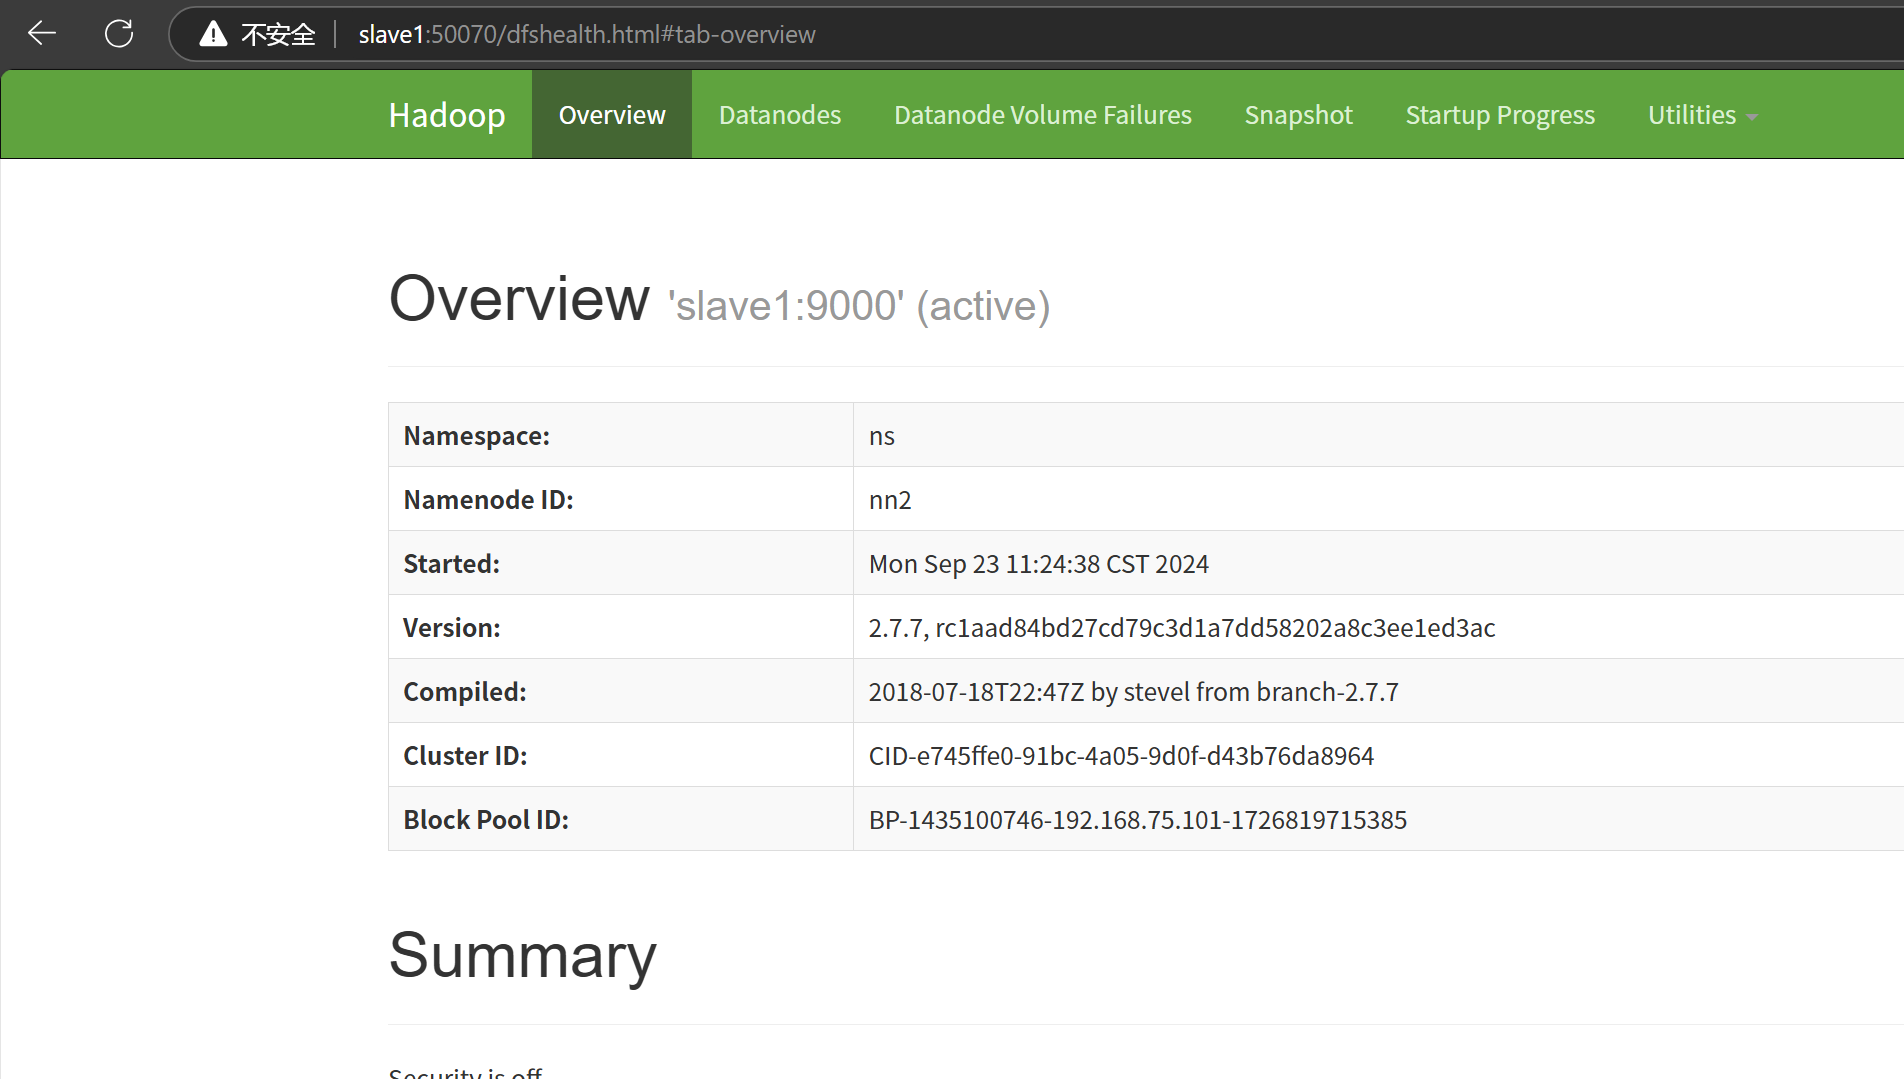 不安全 slave1:50070/dfshealth.html#tab-overview
Hadoop Overview Datanodes Datanode Volume Failures Snapshot Startup Progress Utilities
Overview 'slave1:9000' (active)
Namespace: ns
Namenode ID: nn2
Started: Mon Sep 23 11:24:38 CST 2024
Version: 2.7.7, rc1aad84bd27cd79c3d1a7dd58202a8c3ee1ed3ac
Compiled: 2018-07-18T22:47Z by stevel from branch-2.7.7
Cluster ID: CID-e745ffe0-91bc-4a05-9d0f-d43b76da8964
Block Pool ID: BP-1435100746-192.168.75.101-1726819715385
Summary
Security is off